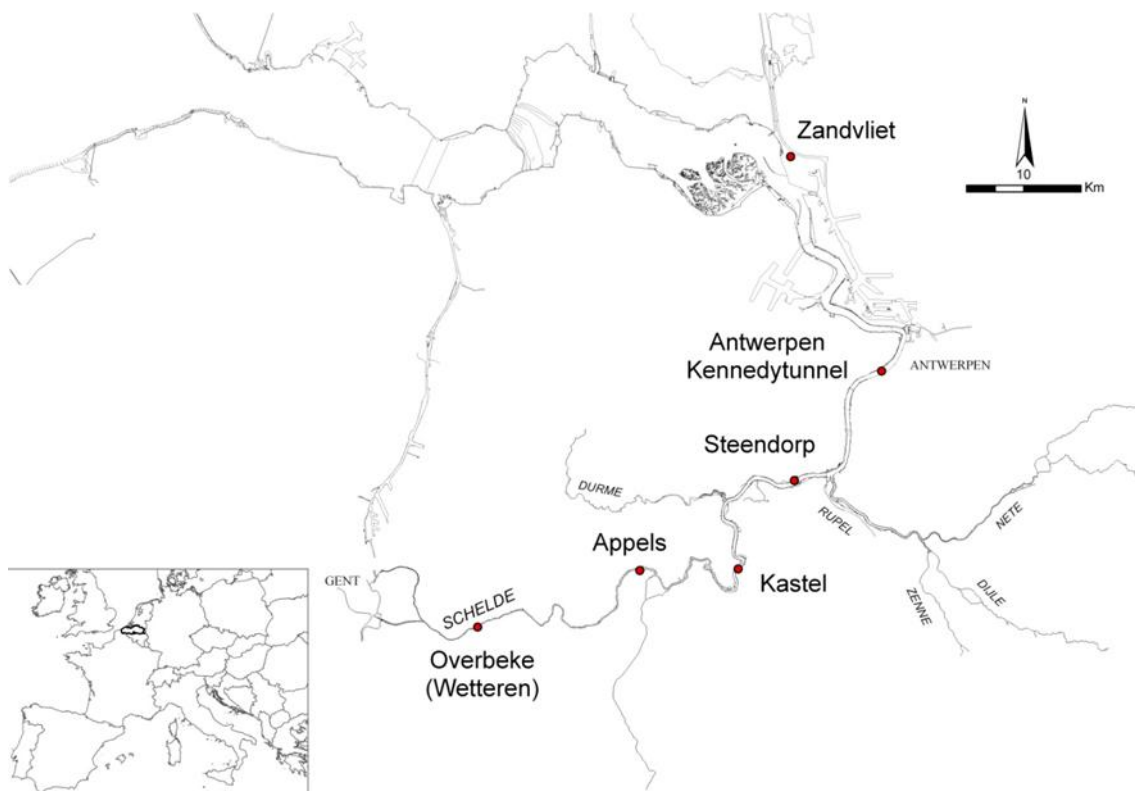 Zandvliet
N
10
Km
Antwerpen
Kennedytunnel
ANTWERPEN
Steendorp
DURME
RUPEL
NETE
Appels
Kastel
ZENNE
DIJLE
GENT
SCHELDE
Overbeke
(Wetteren)